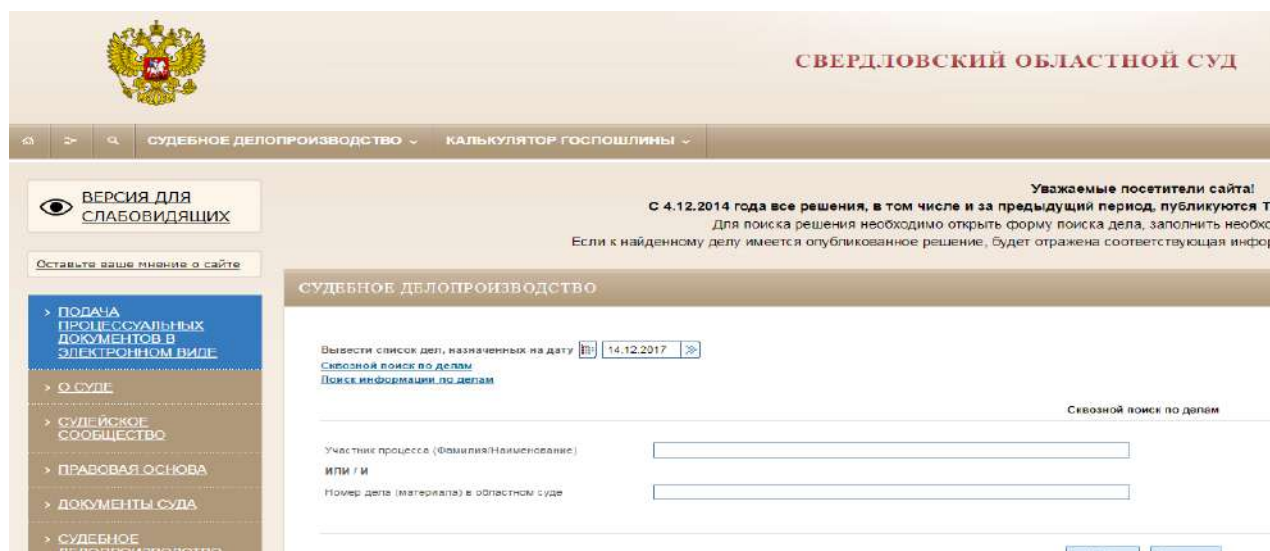 СВЕРДЛОВСКИЙ ОБЛАСТНОЙ СУД
СУДЕБНОЕ ДЕЛОПРОИЗВОДСТВО
КАЛЬКУЛЯТОР ГОСПОШЛИНЫ
ВЕРСИЯ ДЛЯ
СЛАБОВИДЯЩИХ
Оставьте ваше мнение о сайте
Уважаемые посетители сайта!
С 4.12.2014 года все решения, в том числе и за предыдущий период, публикуются Т
Для поиска решения необходимо открыть форму поиска дела, заполнить необхо
Если к найденному делу имеется опубликованное решение, будет отражена соответствующая инфор
> ПОДАЧА
ПРОЦЕССУАЛЬНЫХ
ДОКУМЕНТОВ В
ЭЛЕКТРОННОМ ВИДЕ
> О СУДЕ
> СУДЕЙСКОЕ
СООБЩЕСТВО
> ПРАВОВАЯ ОСНОВА
> ДОКУМЕНТЫ СУДА
> СУДЕБНОЕ
ДЕЛОПРОИЗВОДСТВО
СУДЕБНОЕ ДЕЛОПРОИЗВОДСТВО
Вывести список дел, назначенных на дату 14.12.2017
Сквозной поиск по делам
Поиск информации по делам
Сквозной поиск по делам
Участник процесса (Фамилия/Наименование)
ИЛИ / И
Номер дела (материала) в областном суде